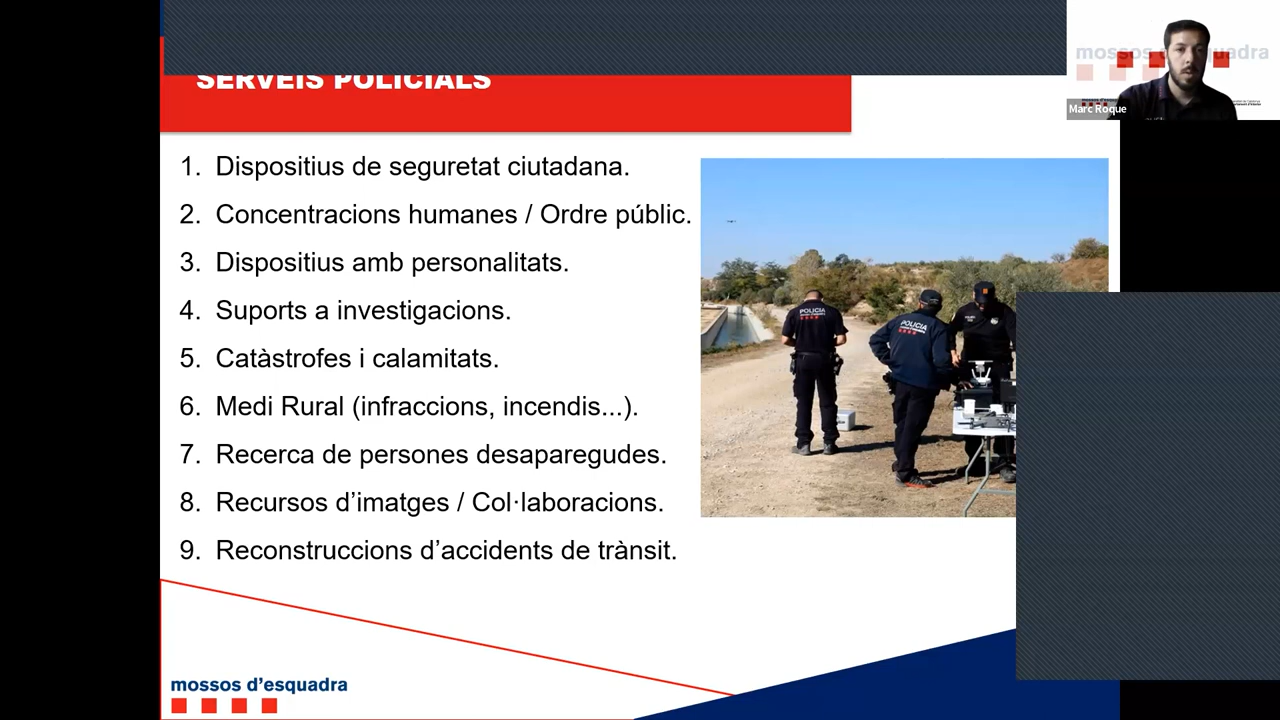 SERVEIS POLICIALS
mossos d'esquadra
Marc Roque
1. Dispositius de seguretat ciutadana.
2. Concentracions humanes / Ordre públic.
3. Dispositius amb personalitats.
4. Suports a investigacions.
5. Catàstrofes i calamitats.
6. Medi Rural (infraccions, incendis...).
7. Recerca de persones desaparegudes.
8. Recursos d’imatges / Col·laboracions.
9. Reconstruccions d’accidents de trànsit.
POLICIA
POLICIA
mossos d’esquadra